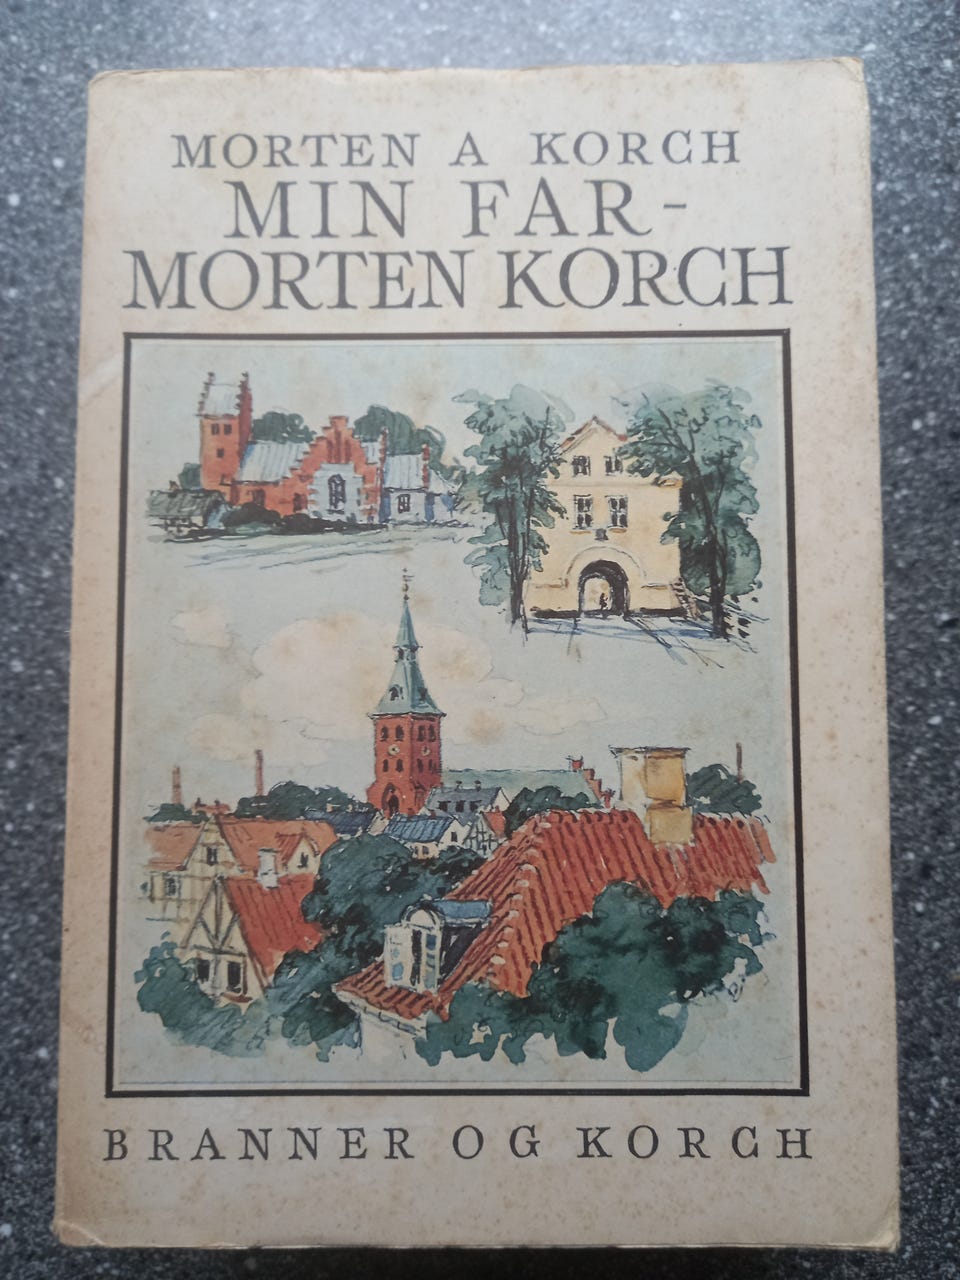 MORTEN A KORCH
MIN FAR -
MORTEN KORCH
BRANNER OG KORCH